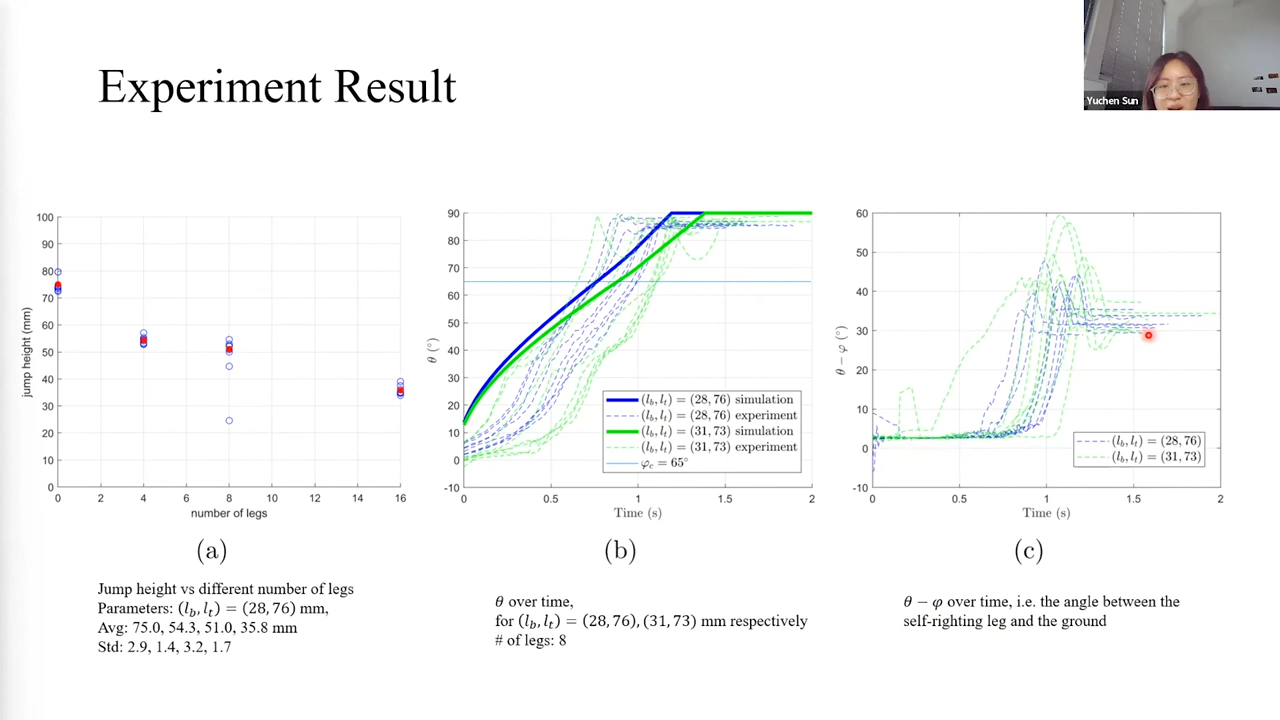 Experiment Result
Yuchen Sun
100
90
80
70
60
50
40
30
20
10
0
jump height (mm)
0 2 4 6 8 10 12 14 16
number of legs
(a)
Jump height vs different number of legs
Parameters: (l_b, l_t) = (28, 76) mm,
Avg: 75.0, 54.3, 51.0, 35.8 mm
Std: 2.9, 1.4, 3.2, 1.7
90
80
70
60
50
40
30
20
10
0
-10
θ (°)
0 0.5 1 1.5 2
Time (s)
(l_b, l_t) = (28, 76) simulation
(l_b, l_t) = (28, 76) experiment
(l_b, l_t) = (31, 73) simulation
(l_b, l_t) = (31, 73) experiment
φ_c = 65°
(b)
θ over time,
for (l_b, l_t) = (28, 76), (31, 73) mm respectively
# of legs: 8
60
50
40
30
20
10
0
-10
θ − φ (°)
0 0.5 1 1.5 2
Time (s)
(l_b, l_t) = (28, 76)
(l_b, l_t) = (31, 73)
(c)
θ − φ over time, i.e. the angle between the
self-righting leg and the ground